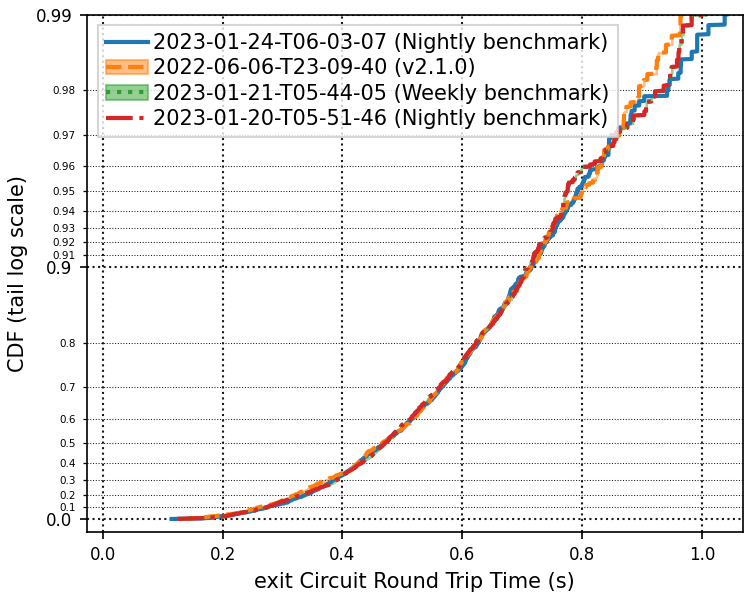 0.99
0.98
0.97
0.96
0.95
0.94
0.93
0.92
0.91
0.9
0.8
0.7
0.6
0.5
0.4
0.3
0.2
0.1
0.0
CDF (tail log scale)
2023-01-24-T06-03-07 (Nightly benchmark)
2022-06-06-T23-09-40 (v2.1.0)
2023-01-21-T05-44-05 (Weekly benchmark)
2023-01-20-T05-51-46 (Nightly benchmark)
0.0 0.2 0.4 0.6 0.8 1.0
exit Circuit Round Trip Time (s)